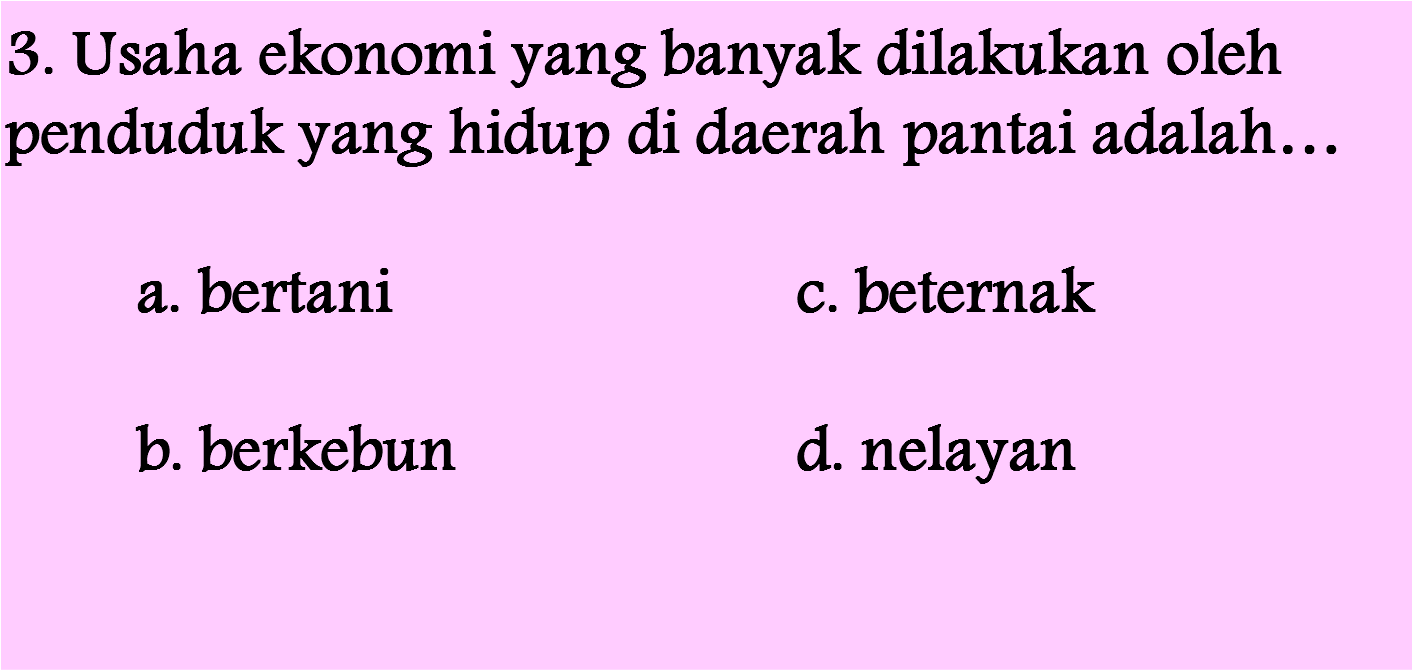 3. Usaha ekonomi yang banyak dilakukan oleh
penduduk yang hidup di daerah pantai adalah...
a. bertani c. beternak
b. berkebun d. nelayan